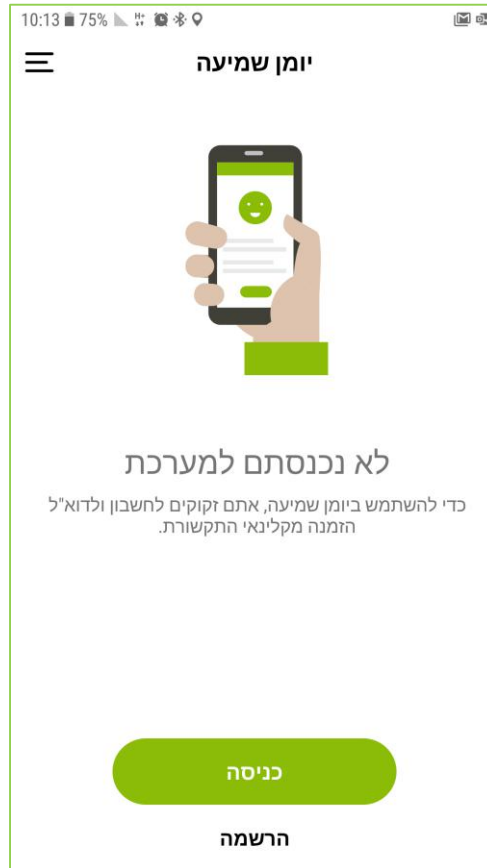 10:13 75% H+
יומן שמיעה
לא נכנסתם למערכת
כדי להשתמש ביומן שמיעה, אתם זקוקים לחשבון ולדוא"ל
הזמנה מקלינאי התקשורת.
כניסה
הרשמה